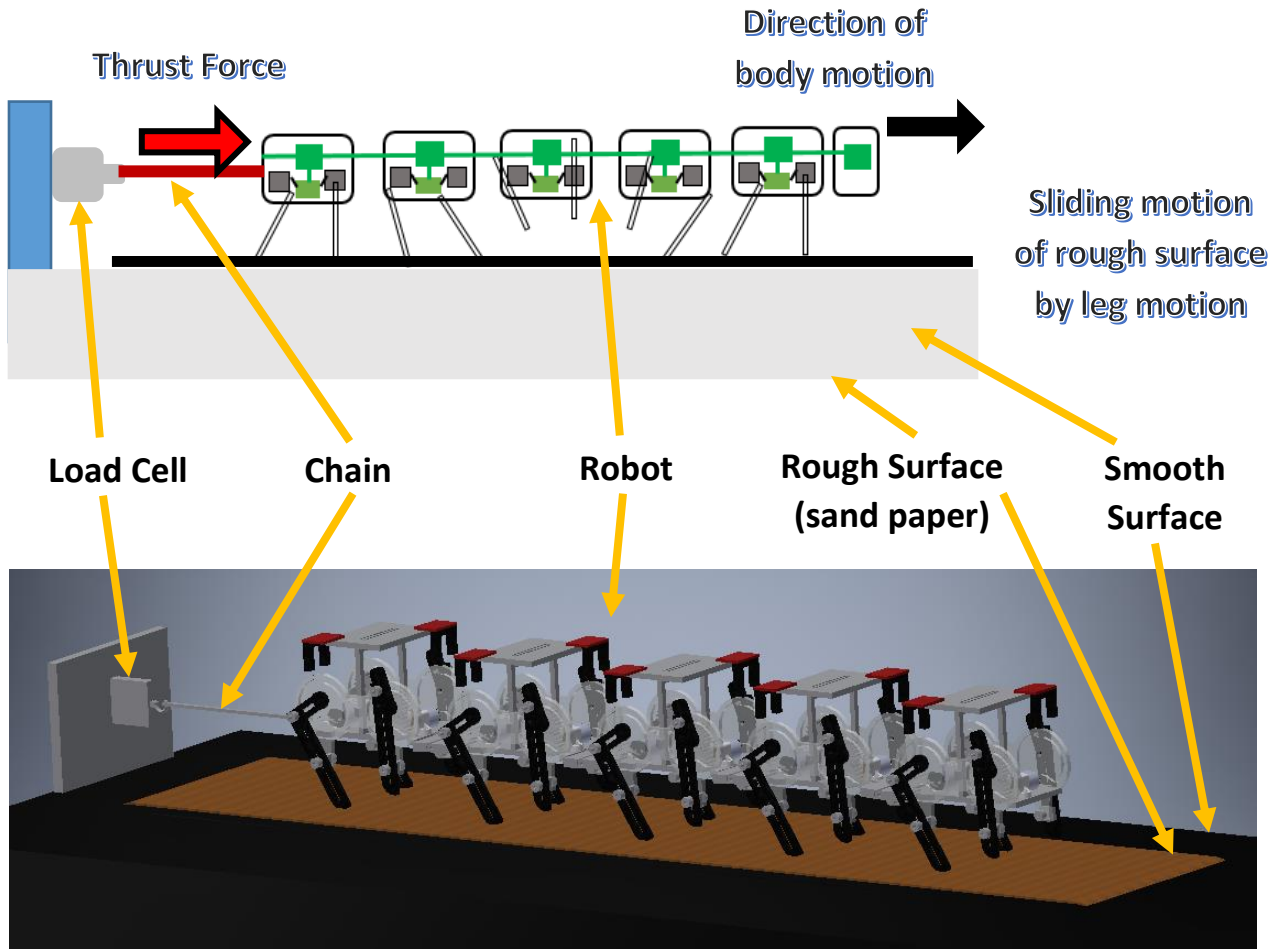 Direction of
body motion
Thrust Force
Sliding motion
of rough surface
by leg motion
Load Cell
Chain
Robot
Rough Surface
(sand paper)
Smooth
Surface